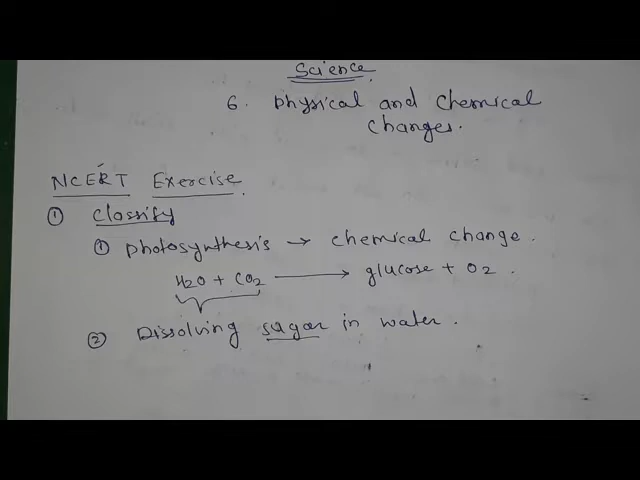 Science.
6. Physical and Chemical
Changes.
NCERT Exercise.
① Classify
① Photosynthesis → Chemical change.
H2O + CO2 → glucose + O2.
② Dissolving sugar in water.